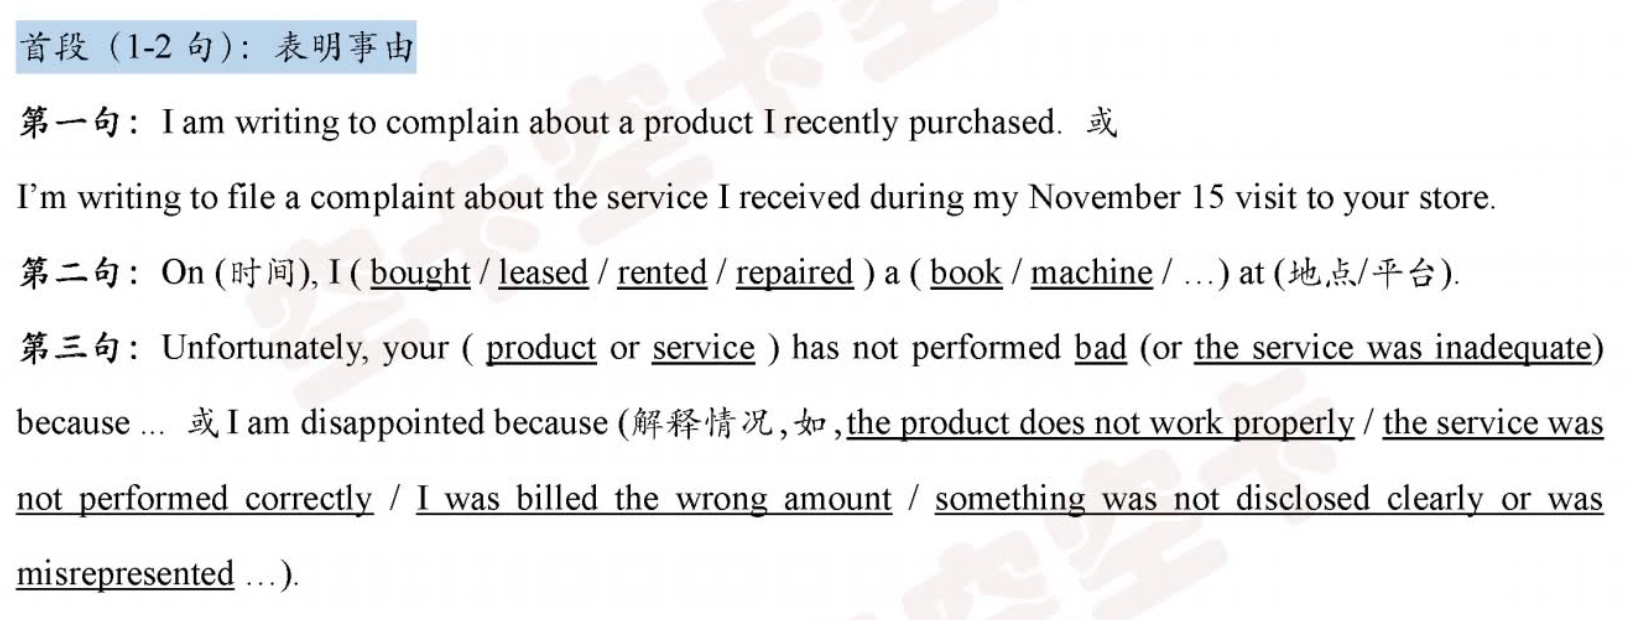 首段（1-2 句）：表明事由
第一句：I am writing to complain about a product I recently purchased. 或
I’m writing to file a complaint about the service I received during my November 15 visit to your store.
第二句：On (时间), I ( bought / leased / rented / repaired ) a ( book / machine / …) at (地点/平台).
第三句：Unfortunately, your ( product or service ) has not performed bad (or the service was inadequate)
because … 或 I am disappointed because (解释情况,如,the product does not work properly / the service was
not performed correctly / I was billed the wrong amount / something was not disclosed clearly or was
misrepresented …).